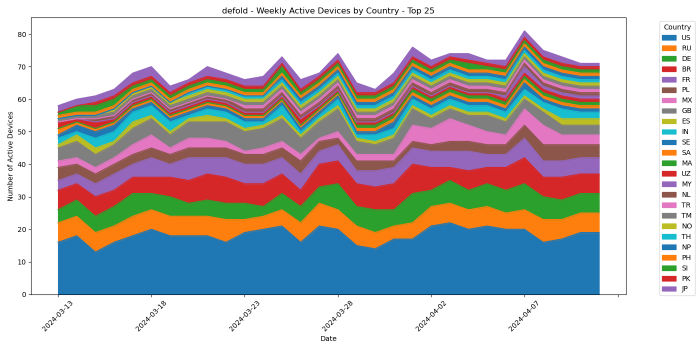 defold - Weekly Active Devices by Country - Top 25
Number of Active Devices
80
70
60
50
40
30
20
10
0
2024-03-13
2024-03-18
2024-03-23
2024-03-28
2024-04-02
2024-04-07
Date
Country
US
RU
DE
BR
FR
PL
MX
GB
ES
IN
SE
SA
MA
UZ
MY
NL
TR
TM
NO
TH
NP
PH
SI
PK
JP